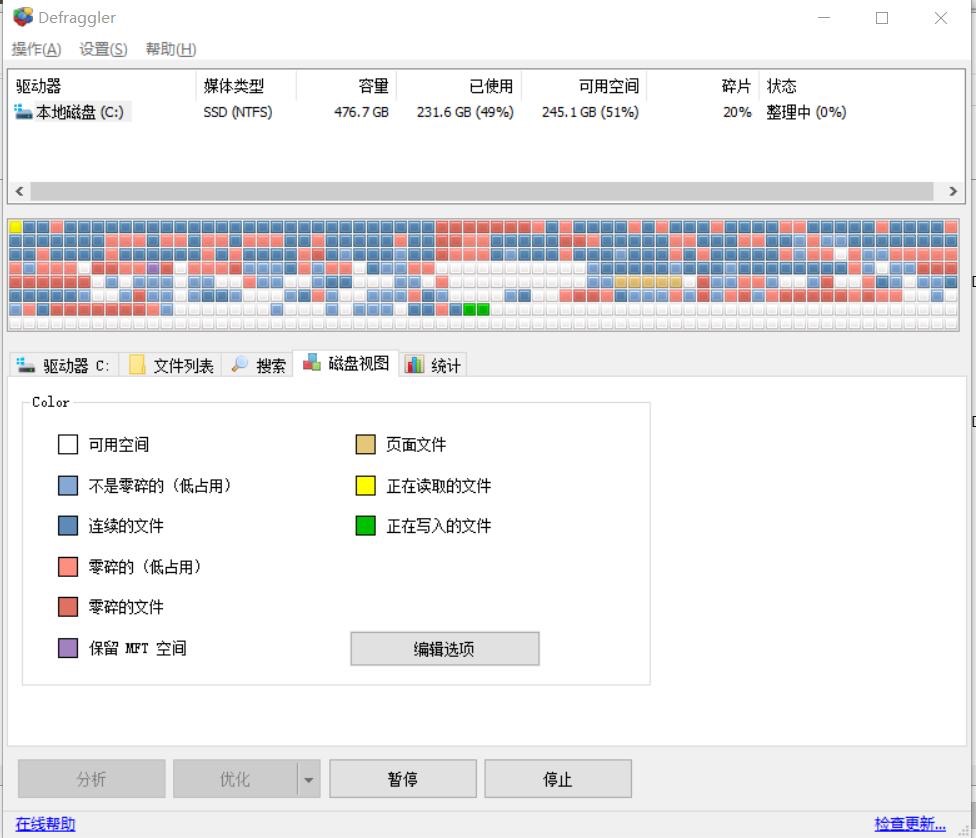 Defraggler
操作(A) 设置(S) 帮助(H)
驱动器 媒体类型 容量 已使用 可用空间 碎片 状态
本地磁盘 (C:) SSD (NTFS) 476.7 GB 231.6 GB (49%) 245.1 GB (51%) 20% 整理中 (0%)
驱动器 C: 文件列表 搜索 磁盘视图 统计
Color
可用空间 页面文件
不是零碎的（低占用） 正在读取的文件
连续的文件 正在写入的文件
零碎的（低占用）
零碎的文件
保留 MFT 空间 编辑选项
分析 优化 暂停 停止
在线帮助 检查更新...